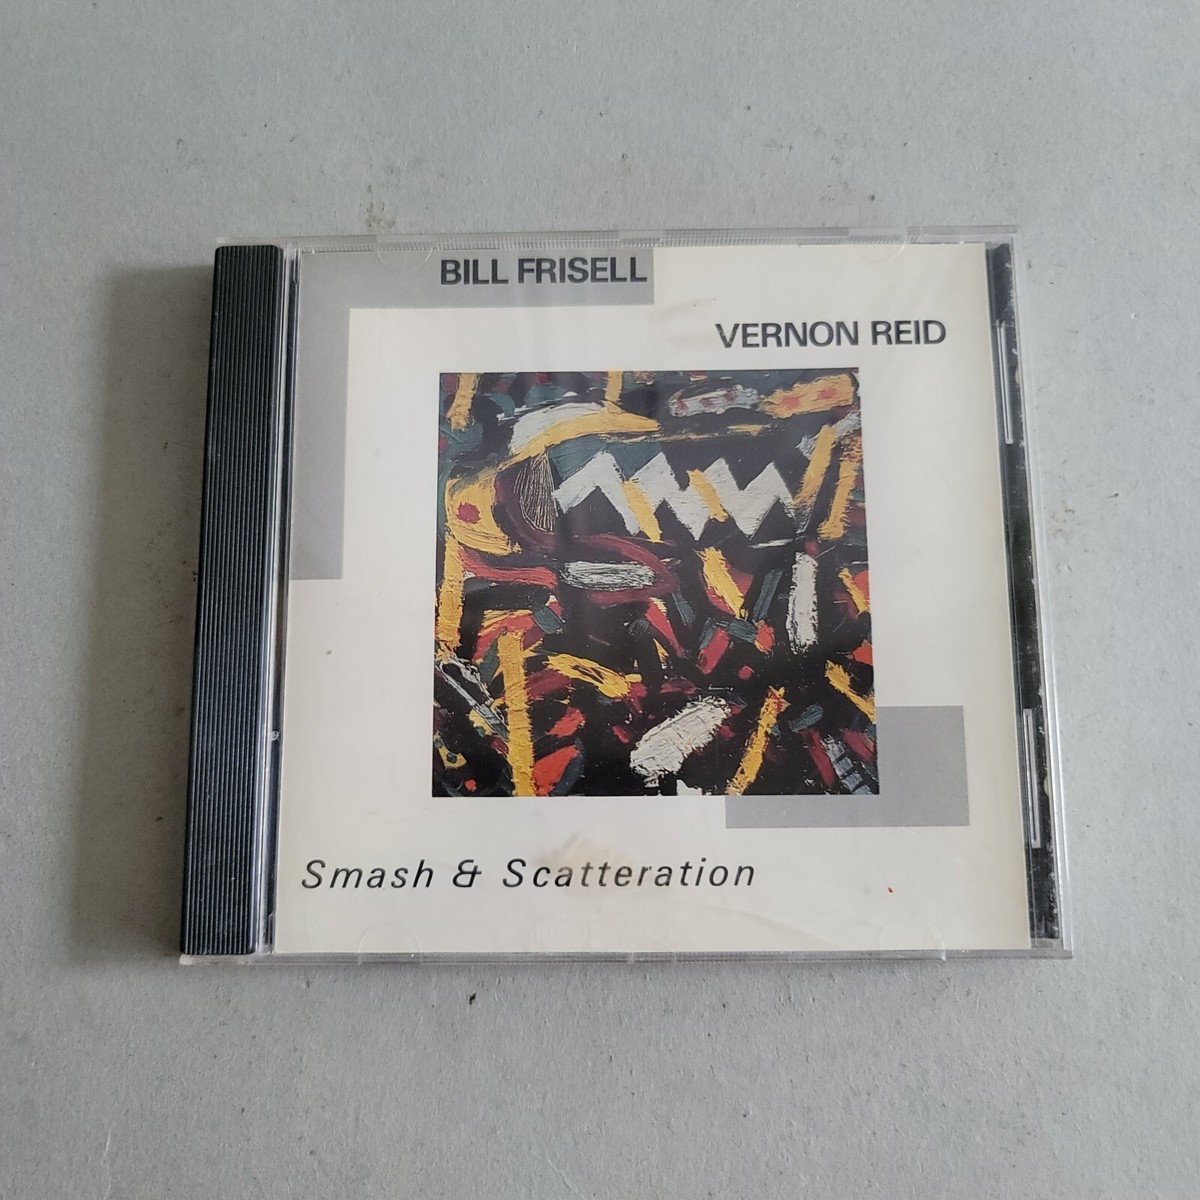 BILL FRISELL
VERNON REID
Smash & Scatteration